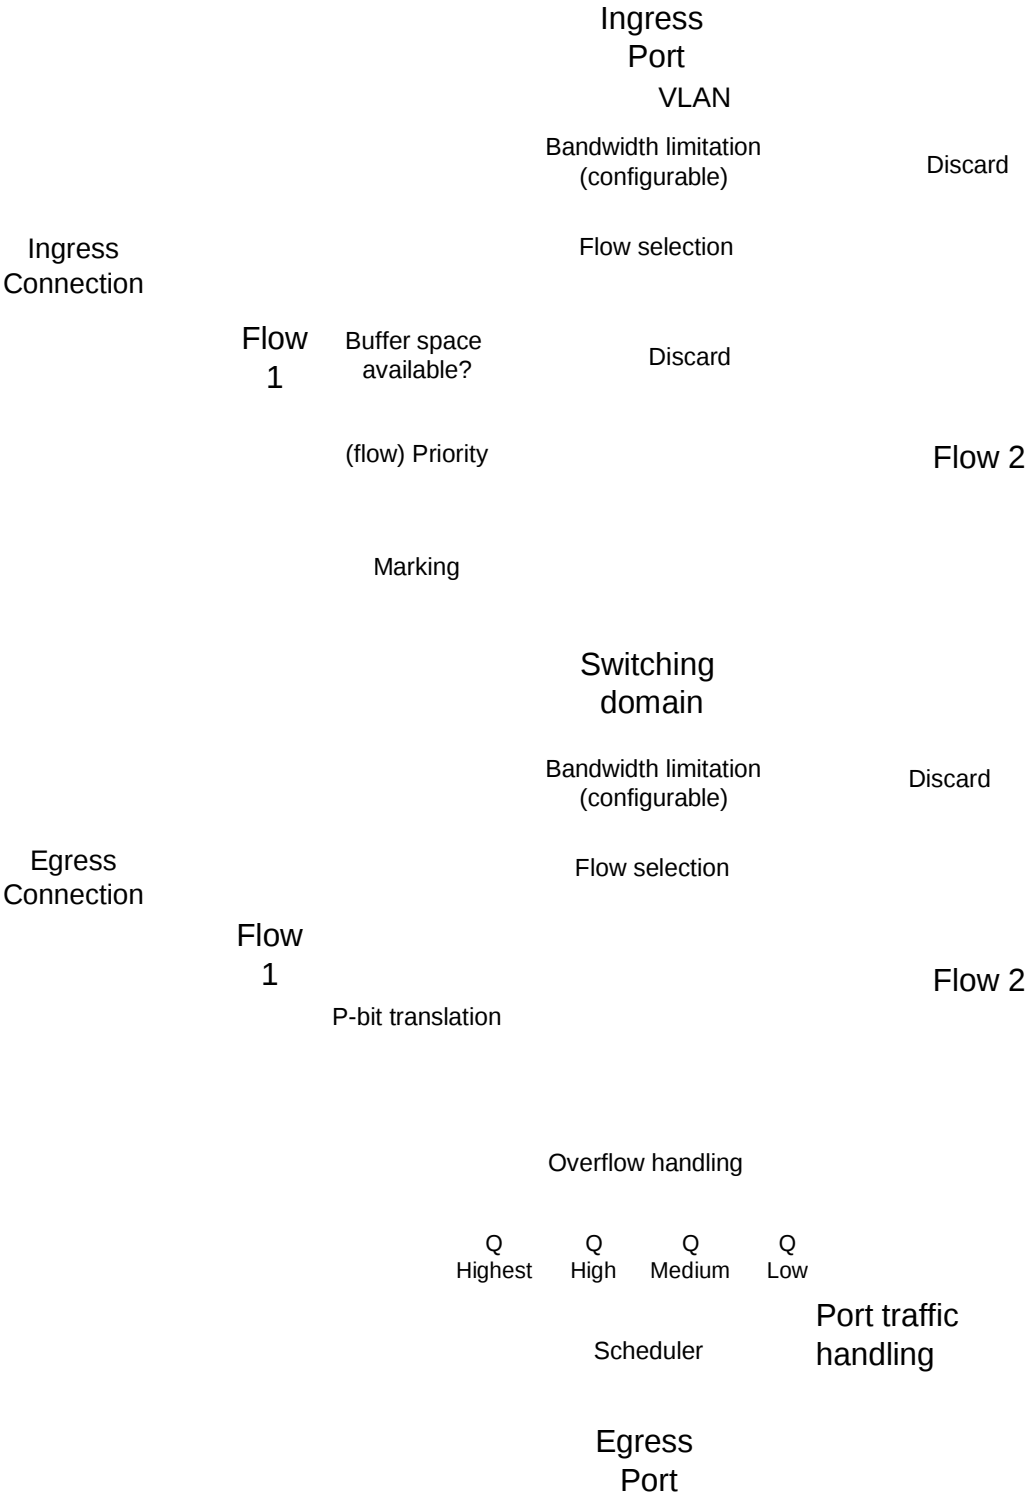 Ingress
Port
VLAN
Bandwidth limitation
(configurable)
Discard
Ingress
Connection
Flow selection
Flow
1
Buffer space
available?
Discard
(flow) Priority
Flow 2
Marking
Switching
domain
Bandwidth limitation
(configurable)
Discard
Egress
Connection
Flow selection
Flow
1
Flow 2
P-bit translation
Overflow handling
Q
Highest
Q
High
Q
Medium
Q
Low
Port traffic
handling
Scheduler
Egress
Port